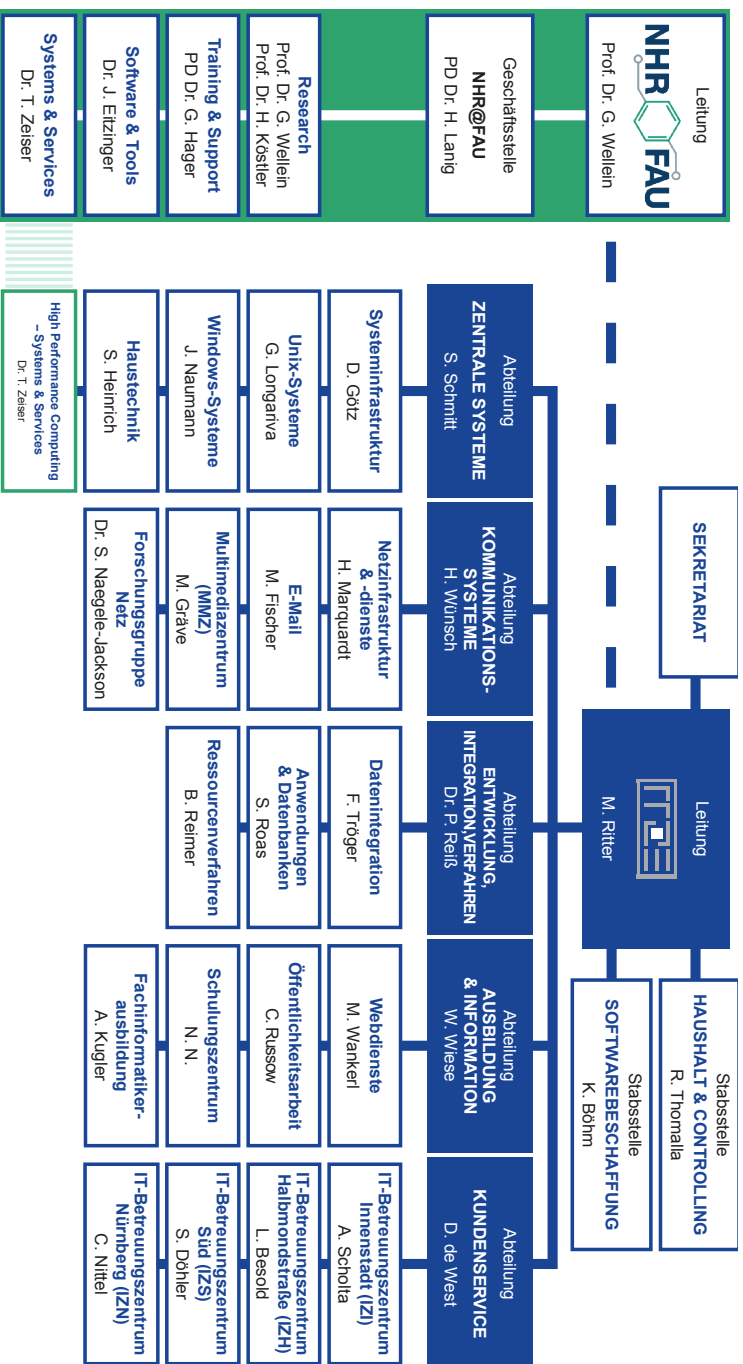 Leitung
NHR FAU
Prof. Dr. G. Wellein
Geschäftsstelle
NHR@FAU
PD Dr. H. Lanig
Research
Prof. Dr. G. Wellein
Prof. Dr. H. Köstler
Training & Support
PD Dr. G. Hager
Software & Tools
Dr. J. Eitzinger
Systems & Services
Dr. T. Zeiser
SEKRETARIAT
Leitung
rrze
M. Ritter
Stabsstelle
HAUSHALT & CONTROLLING
R. Thomalla
Stabsstelle
SOFTWAREBESCHAFFUNG
K. Böhm
Abteilung
ZENTRALE SYSTEME
S. Schmitt
Systeminfrastruktur
D. Götz
Unix-Systeme
G. Longariva
Windows-Systeme
J. Naumann
Haustechnik
S. Heinrich
High Performance Computing
– Systems & Services
Dr. T. Zeiser
Abteilung
KOMMUNIKATIONS-
SYSTEME
H. Wünsch
Netzinfrastruktur
& -dienste
H. Marquardt
E-Mail
M. Fischer
Multimediazentrum
(MMZ)
M. Gräve
Forschungsgruppe
Netz
Dr. S. Naegele-Jackson
Abteilung
ENTWICKLUNG,
INTEGRATION,VERFAHREN
Dr. P. Reiß
Datenintegration
F. Tröger
Anwendungen
& Datenbanken
S. Roas
Ressourcenverfahren
B. Reimer
Abteilung
AUSBILDUNG
& INFORMATION
W. Wiese
Webdienste
M. Wankerl
Öffentlichkeitsarbeit
C. Russow
Schulungszentrum
N. N.
Fachinformatiker-
ausbildung
A. Kugler
Abteilung
KUNDENSERVICE
D. de West
IT-Betreuungszentrum
Innenstadt (IZI)
A. Scholta
IT-Betreuungszentrum
Halbmondstraße (IZH)
L. Besold
IT-Betreuungszentrum
Süd (IZS)
S. Döhler
IT-Betreuungszentrum
Nürnberg (IZN)
C. Nittel